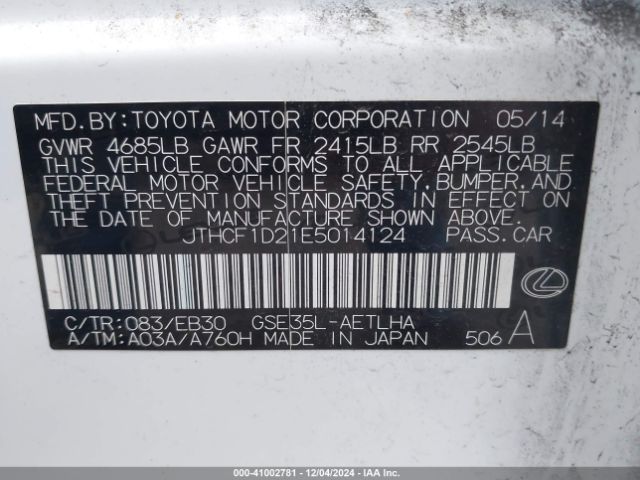 MFD.BY:TOYOTA MOTOR CORPORATION 05/14
GVWR 4685LB GAWR FR 2415LB RR 2545LB
THIS VEHICLE CONFORMS TO ALL APPLICABLE
FEDERAL MOTOR VEHICLE SAFETY,BUMPER,AND
THEFT PREVENTION STANDARDS IN EFFECT ON
THE DATE OF MANUFACTURE SHOWN ABOVE.
JTHCF1D21E5014124 PASS.CAR
C/TR:083/EB30 GSE35L-AETLHA
A/TM:A03A/A760H MADE IN JAPAN 506 A
000-41002781 - 12/04/2024 - IAAI.com